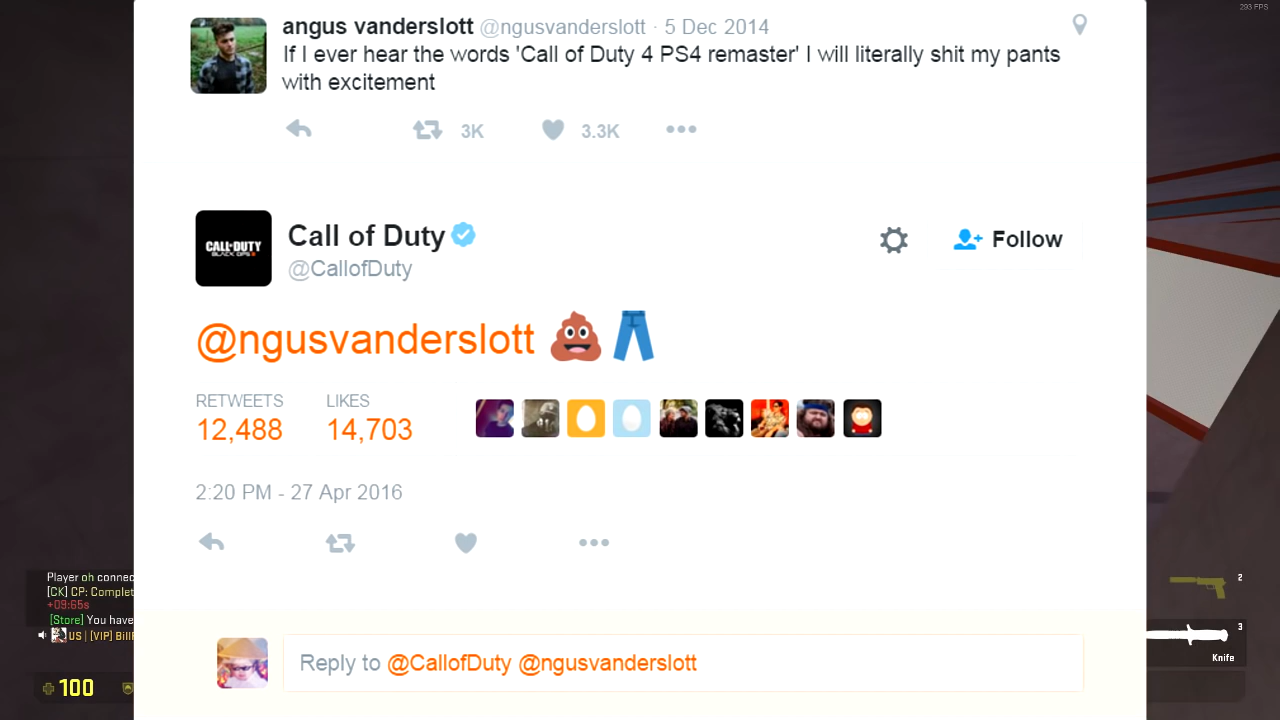 293 FPS
angus vanderslott @ngusvanderslott · 5 Dec 2014
If I ever hear the words 'Call of Duty 4 PS4 remaster' I will literally shit my pants
with excitement
3K 3.3K
CALL OF DUTY
BLACK OPS
Call of Duty
@CallofDuty
Follow
@ngusvanderslott 💩👖
RETWEETS LIKES
12,488 14,703
2:20 PM - 27 Apr 2016
Player oh connec
[CK] CP: Complet
+09:65s
[Store] You have
US | [VIP] Bill
2
3
Knife
Reply to @CallofDuty @ngusvanderslott
100